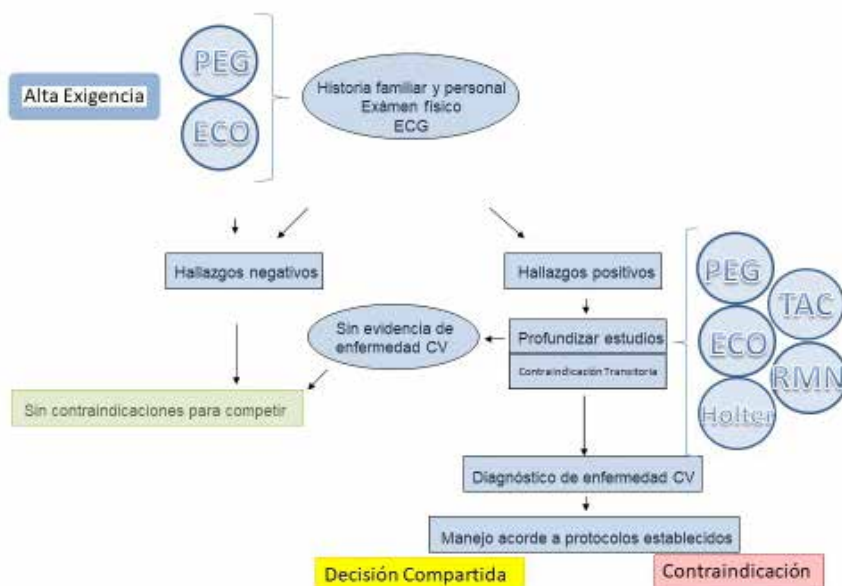 PEG
Alta Exigencia
ECO
Historia familiar y personal
Exámen físico
ECG
Hallazgos negativos
Hallazgos positivos
PEG
TAC
Sin evidencia de
enfermedad CV
Profundizar estudios
ECO
Contraindicación Transitoria
RMN
Sin contraindicaciones para competir
Holter
Diagnóstico de enfermedad CV
Manejo acorde a protocolos establecidos
Decisión Compartida
Contraindicación